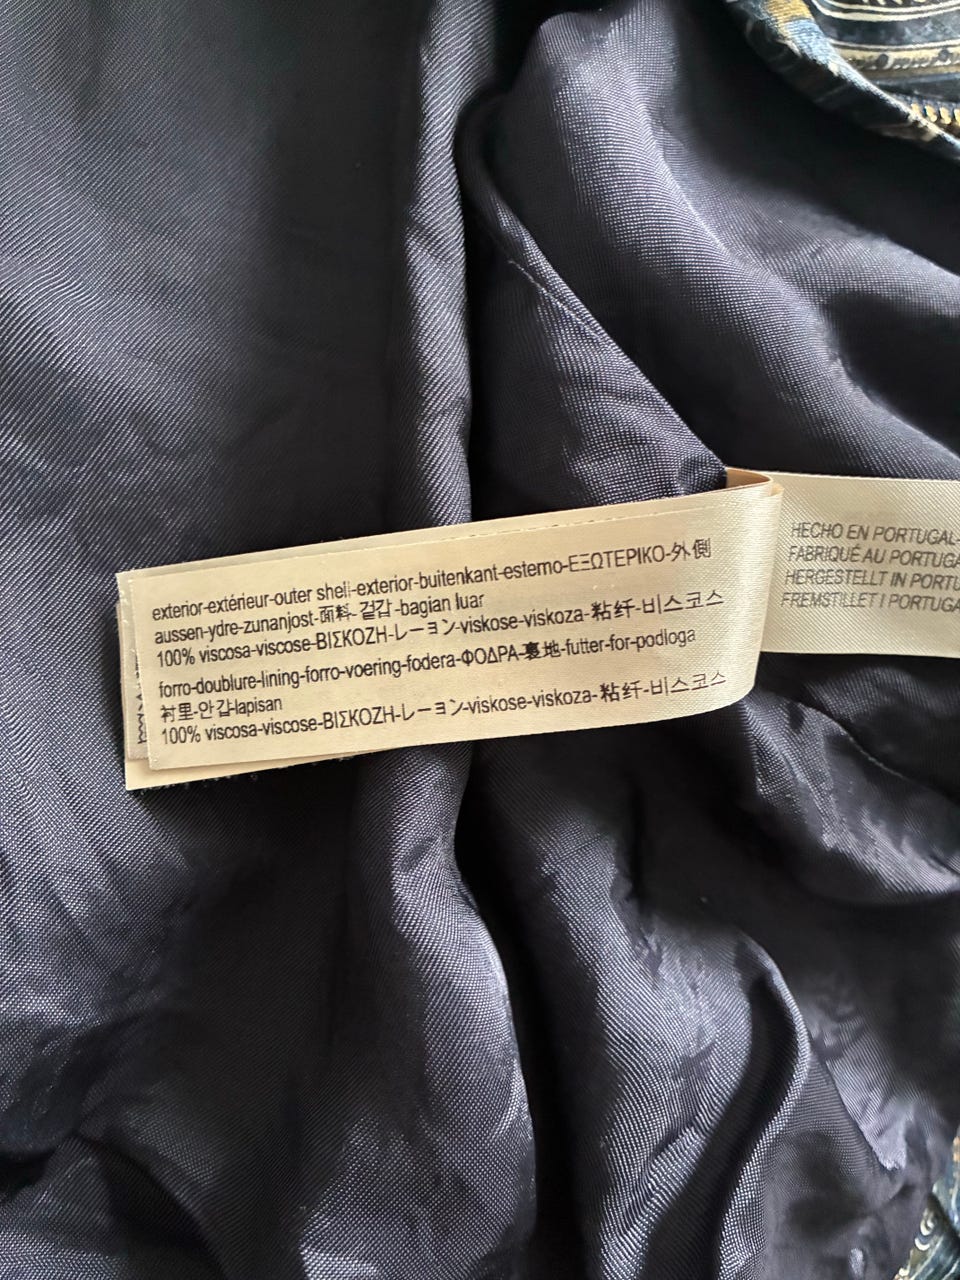 exterior-extérieur-outer shell-exterior-buitenkant-esterno-ΕΞΩΤΕΡΙΚΟ-外側
aussen-ydre-zunanjost-面料-겉감-bagian luar
100% viscosa-viscose-ΒΙΣΚΟΖΗ-レーヨン-viskose-viskoza-粘纤-비스코스
forro-doublure-lining-forro-voering-fodera-ΦΟΔΡΑ-裏地-futter-for-podloga
衬里-안감-lapisan
100% viscosa-viscose-ΒΙΣΚΟΖΗ-レーヨン-viskose-viskoza-粘纤-비스코스
HECHO EN PORTUGAL-
FABRIQUÉ AU PORTUGA
HERGESTELLT IN PORTU
FREMSTILLET I PORTUGA